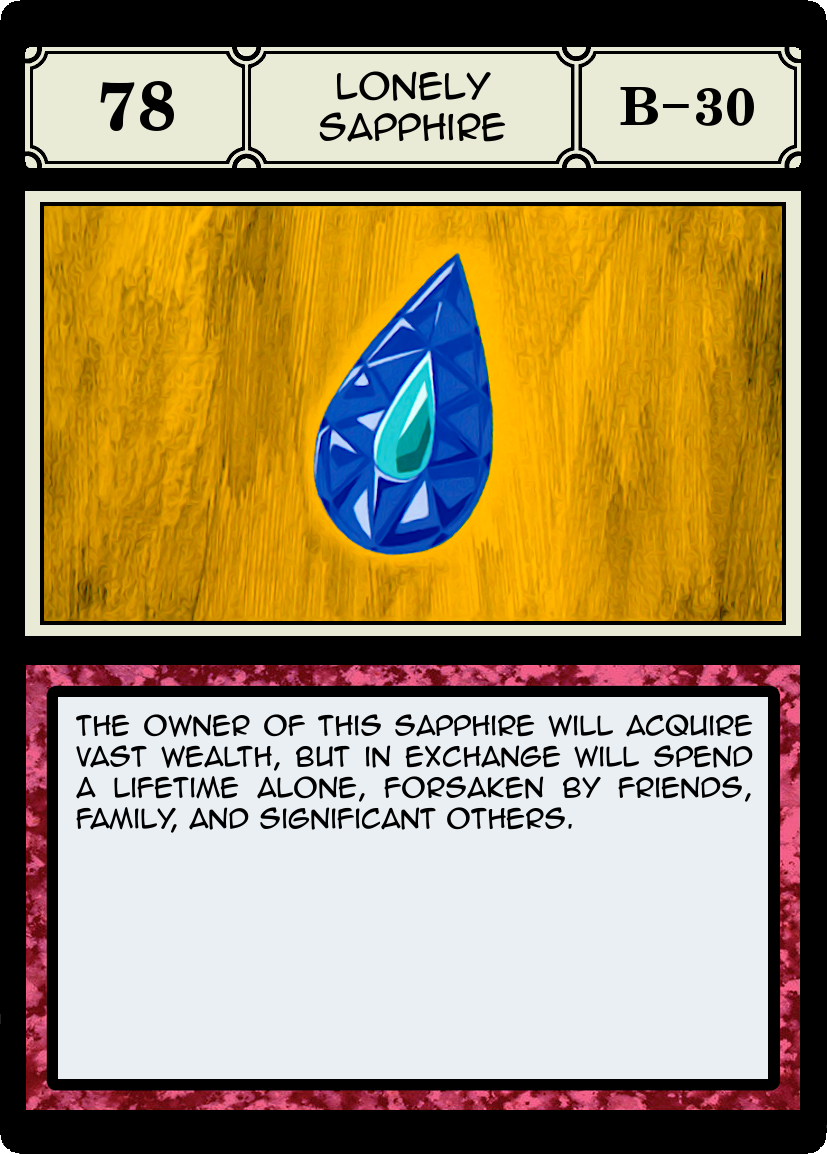 78
LONELY
SAPPHIRE
B-30
THE OWNER OF THIS SAPPHIRE WILL ACQUIRE
VAST WEALTH, BUT IN EXCHANGE WILL SPEND
A LIFETIME ALONE, FORSAKEN BY FRIENDS,
FAMILY, AND SIGNIFICANT OTHERS.